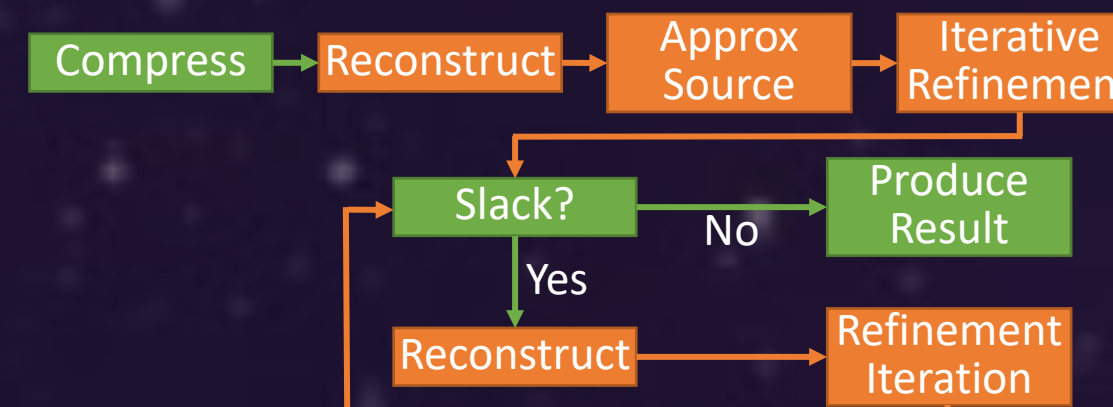 Compress
Reconstruct
Approx
Source
Iterative
Refinemen
Slack?
No
Produce
Result
Yes
Reconstruct
Refinement
Iteration